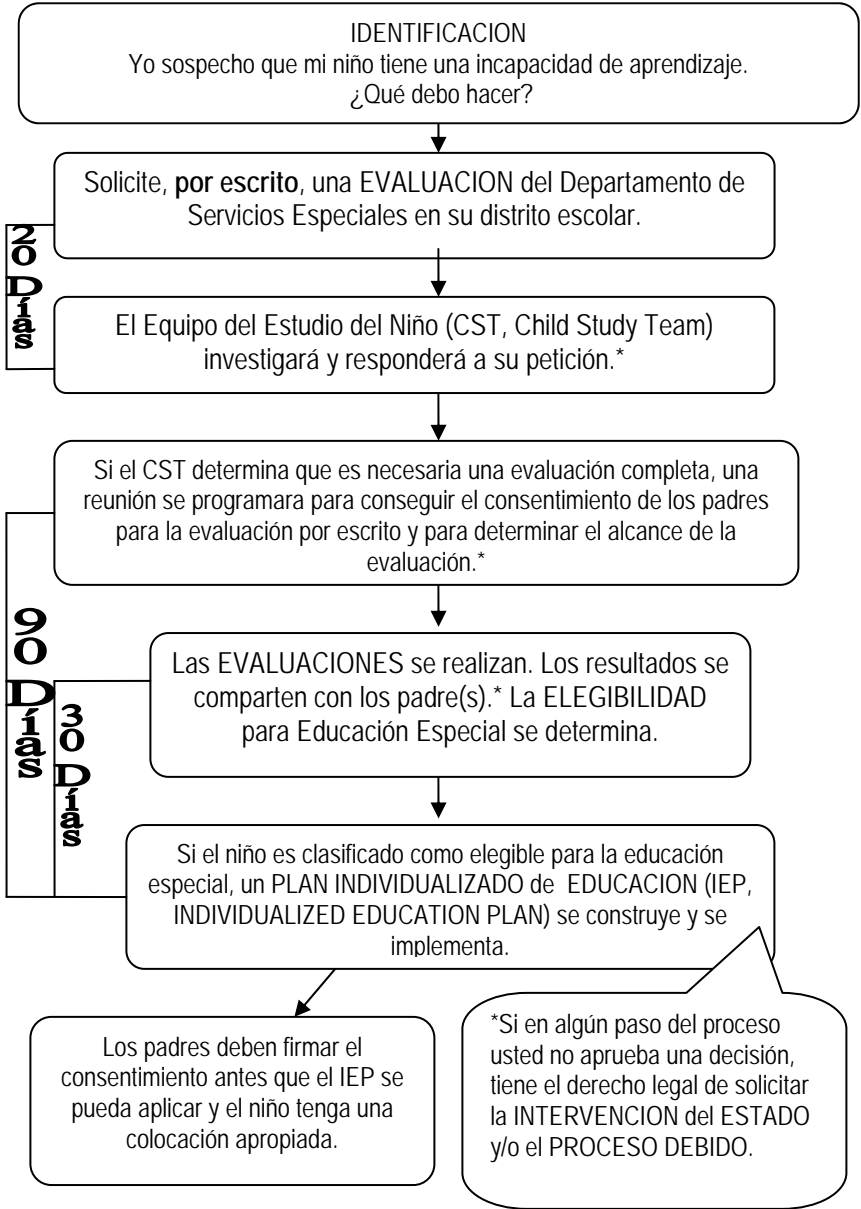 IDENTIFICACION
Yo sospecho que mi niño tiene una incapacidad de aprendizaje.
¿Qué debo hacer?
Solicite, por escrito, una EVALUACION del Departamento de
Servicios Especiales en su distrito escolar.
20 Días
El Equipo del Estudio del Niño (CST, Child Study Team)
investigará y responderá a su petición.*
Si el CST determina que es necesaria una evaluación completa, una
reunión se programara para conseguir el consentimiento de los padres
para la evaluación por escrito y para determinar el alcance de la
evaluación.*
90 Días
Las EVALUACIONES se realizan. Los resultados se
comparten con los padre(s).* La ELEGIBILIDAD
para Educación Especial se determina.
30 Días
Si el niño es clasificado como elegible para la educación
especial, un PLAN INDIVIDUALIZADO de EDUCACION (IEP,
INDIVIDUALIZED EDUCATION PLAN) se construye y se
implementa.
Los padres deben firmar el
consentimiento antes que el IEP se
pueda aplicar y el niño tenga una
colocación apropiada.
*Si en algún paso del proceso
usted no aprueba una decisión,
tiene el derecho legal de solicitar
la INTERVENCION del ESTADO
y/o el PROCESO DEBIDO.